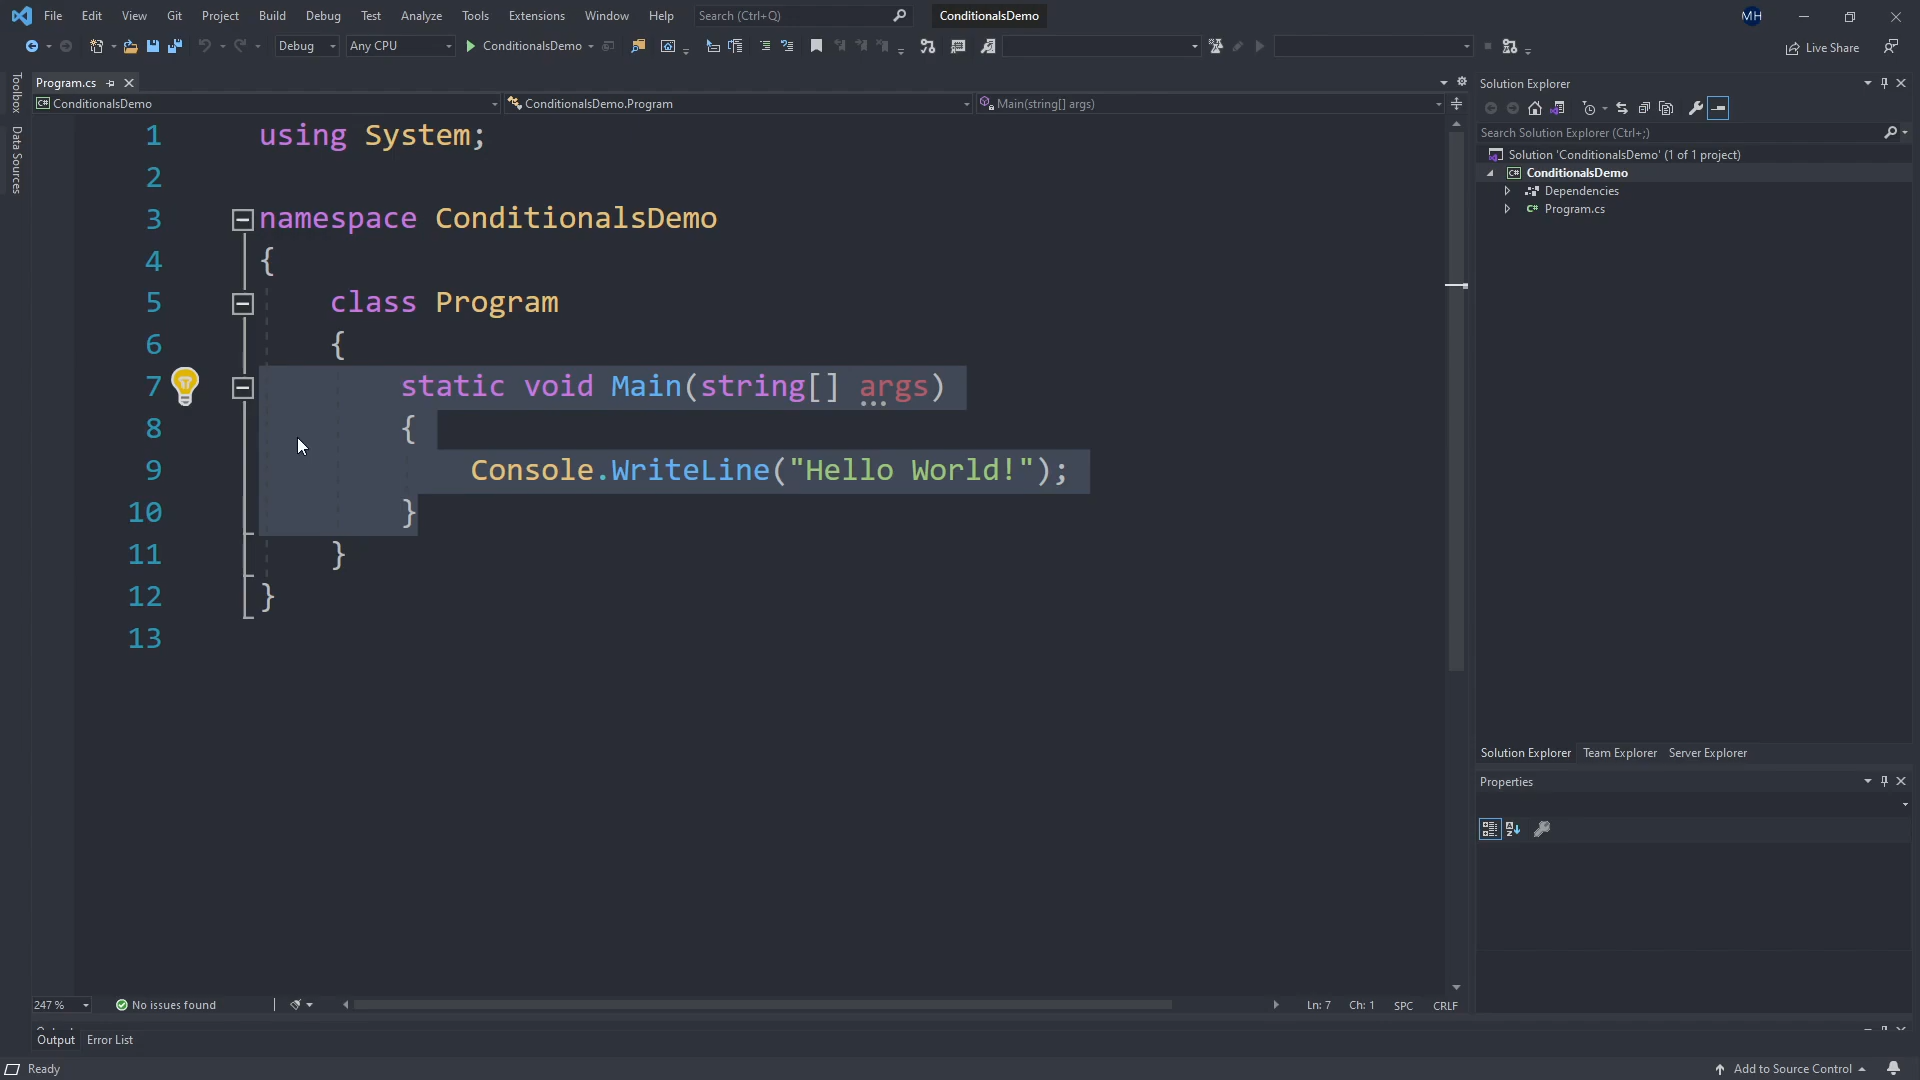 File Edit View Git Project Build Debug Test Analyze Tools Extensions Window Help Search (Ctrl+Q) ConditionalsDemo MH
Debug Any CPU ConditionalsDemo Live Share
Toolbox
Data Sources
Program.cs
C# ConditionalsDemo ConditionalsDemo.Program Main(string[] args)
1 using System;
2
3 namespace ConditionalsDemo
4 {
5 class Program
6 {
7 static void Main(string[] args)
8 {
9 Console.WriteLine("Hello World!");
10 }
11 }
12 }
13
247 % No issues found Ln: 7 Ch: 1 SPC CRLF
Solution Explorer
Search Solution Explorer (Ctrl+;)
Solution 'ConditionalsDemo' (1 of 1 project)
C# ConditionalsDemo
Dependencies
C# Program.cs
Solution Explorer Team Explorer Server Explorer
Properties
Output Error List
Ready Add to Source Control